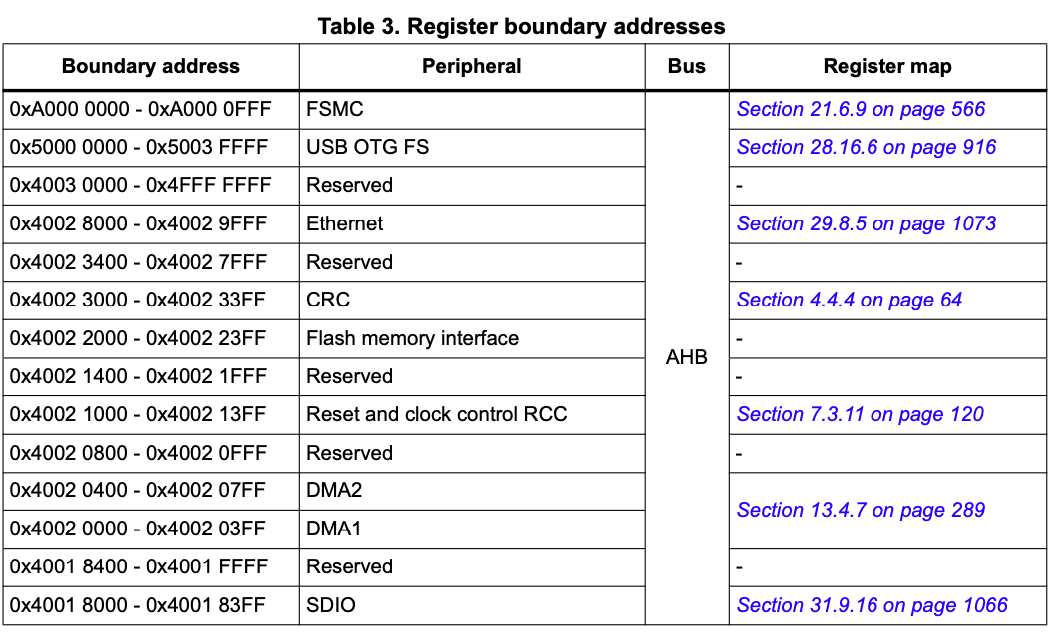 Table 3. Register boundary addresses
Boundary address Peripheral Bus Register map
0xA000 0000 - 0xA000 0FFF FSMC Section 21.6.9 on page 566
0x5000 0000 - 0x5003 FFFF USB OTG FS Section 28.16.6 on page 916
0x4003 0000 - 0x4FFF FFFF Reserved -
0x4002 8000 - 0x4002 9FFF Ethernet Section 29.8.5 on page 1073
0x4002 3400 - 0x4002 7FFF Reserved -
0x4002 3000 - 0x4002 33FF CRC Section 4.4.4 on page 64
0x4002 2000 - 0x4002 23FF Flash memory interface -
AHB
0x4002 1400 - 0x4002 1FFF Reserved -
0x4002 1000 - 0x4002 13FF Reset and clock control RCC Section 7.3.11 on page 120
0x4002 0800 - 0x4002 0FFF Reserved -
0x4002 0400 - 0x4002 07FF DMA2
Section 13.4.7 on page 289
0x4002 0000 - 0x4002 03FF DMA1
0x4001 8400 - 0x4001 FFFF Reserved -
0x4001 8000 - 0x4001 83FF SDIO Section 31.9.16 on page 1066